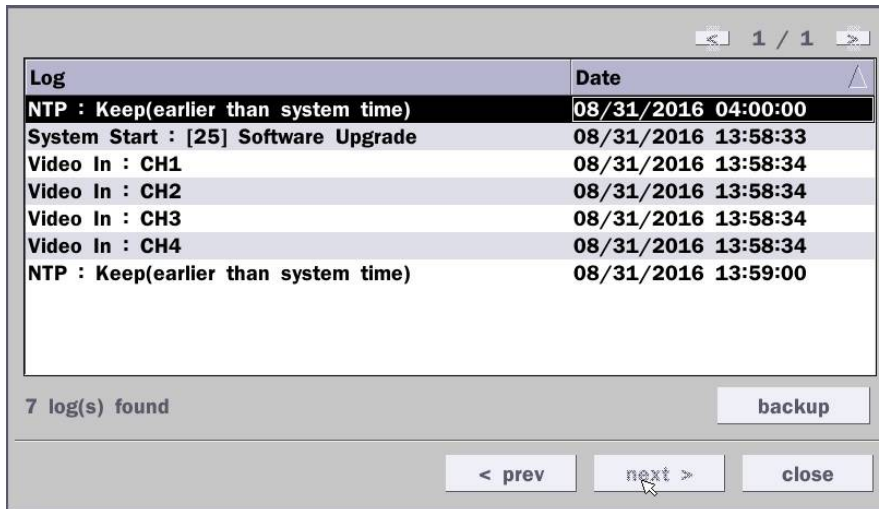 < 1 / 1 >
Log Date
NTP : Keep(earlier than system time) 08/31/2016 04:00:00
System Start : [25] Software Upgrade 08/31/2016 13:58:33
Video In : CH1 08/31/2016 13:58:34
Video In : CH2 08/31/2016 13:58:34
Video In : CH3 08/31/2016 13:58:34
Video In : CH4 08/31/2016 13:58:34
NTP : Keep(earlier than system time) 08/31/2016 13:59:00
7 log(s) found backup
< prev next > close